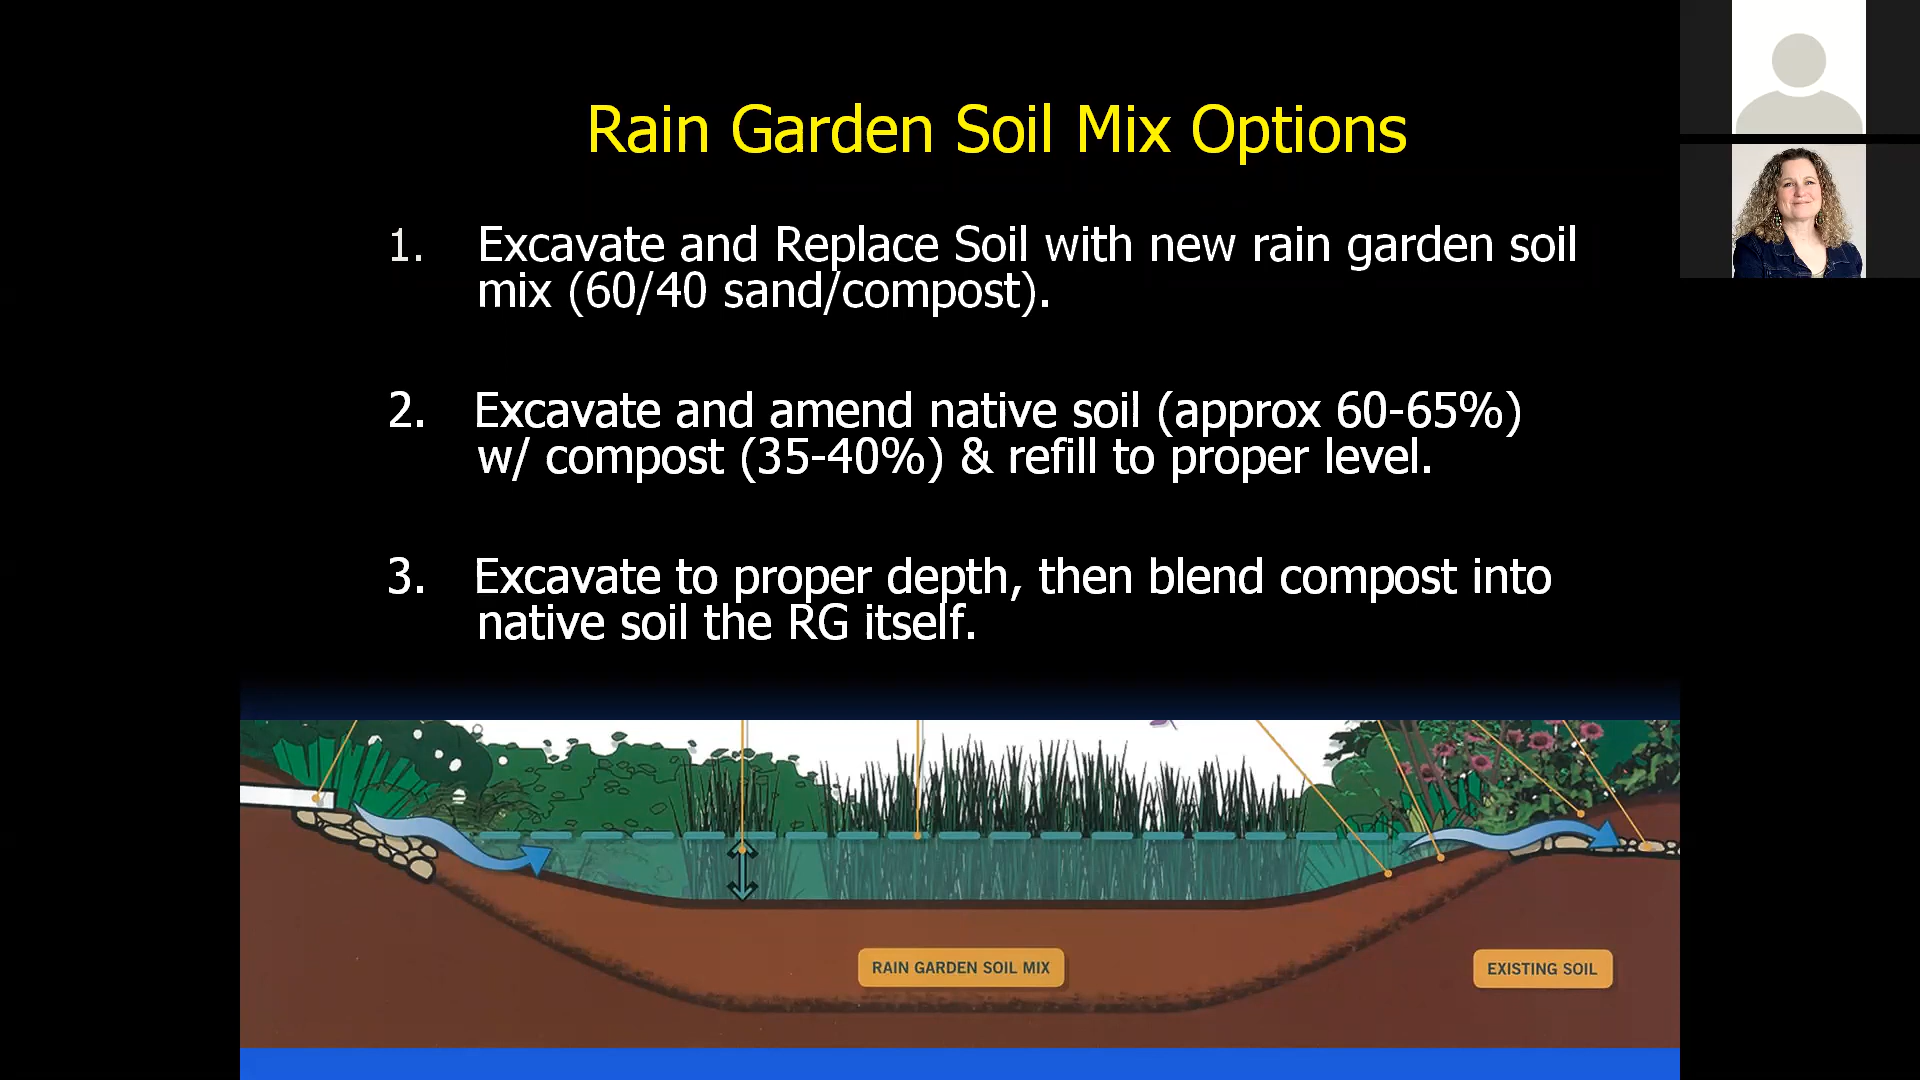 Rain Garden Soil Mix Options
1. Excavate and Replace Soil with new rain garden soil
mix (60/40 sand/compost).
2. Excavate and amend native soil (approx 60-65%)
w/ compost (35-40%) & refill to proper level.
3. Excavate to proper depth, then blend compost into
native soil the RG itself.
RAIN GARDEN SOIL MIX
EXISTING SOIL